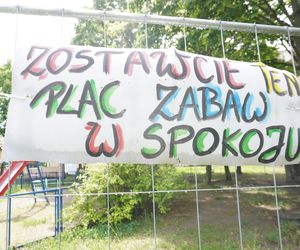 ZOSTAWCIE TEN
PLAC ZABAW
W SPOKOJU